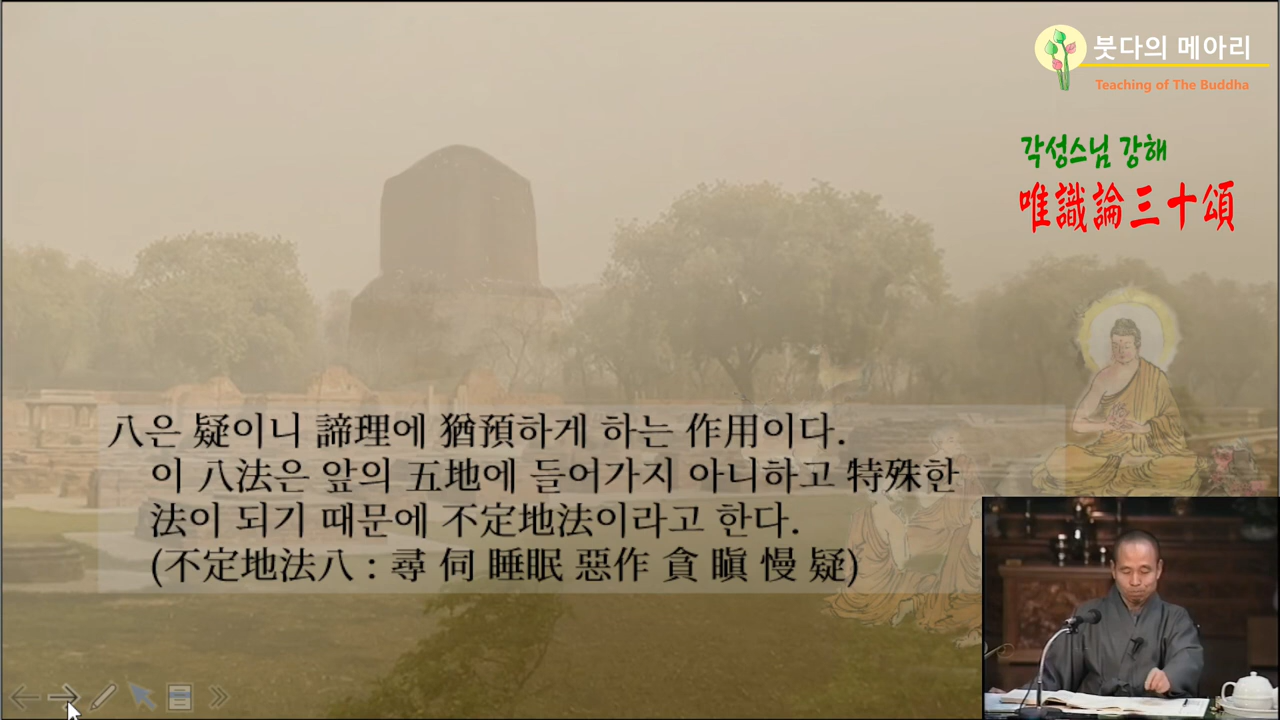 붓다의 메아리
Teaching of The Buddha
각성스님 강해
唯識論三十頌
八은 疑이니 諦理에 猶預하게 하는 作用이다.
이 八法은 앞의 五地에 들어가지 아니하고 特殊한
法이 되기 때문에 不定地法이라고 한다.
(不定地法八 : 尋 伺 睡眠 惡作 貪 瞋 慢 疑)